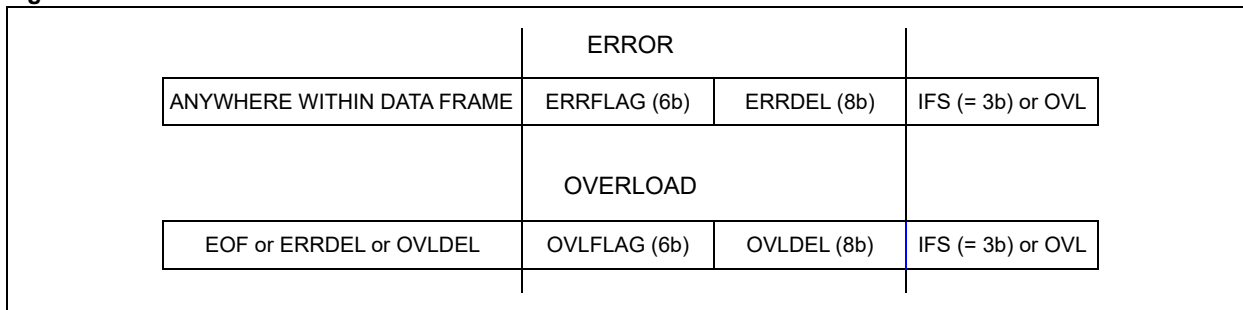 ERROR
ANYWHERE WITHIN DATA FRAME ERRFLAG (6b) ERRDEL (8b) IFS (= 3b) or OVL
OVERLOAD
EOF or ERRDEL or OVLDEL OVLFLAG (6b) OVLDEL (8b) IFS (= 3b) or OVL